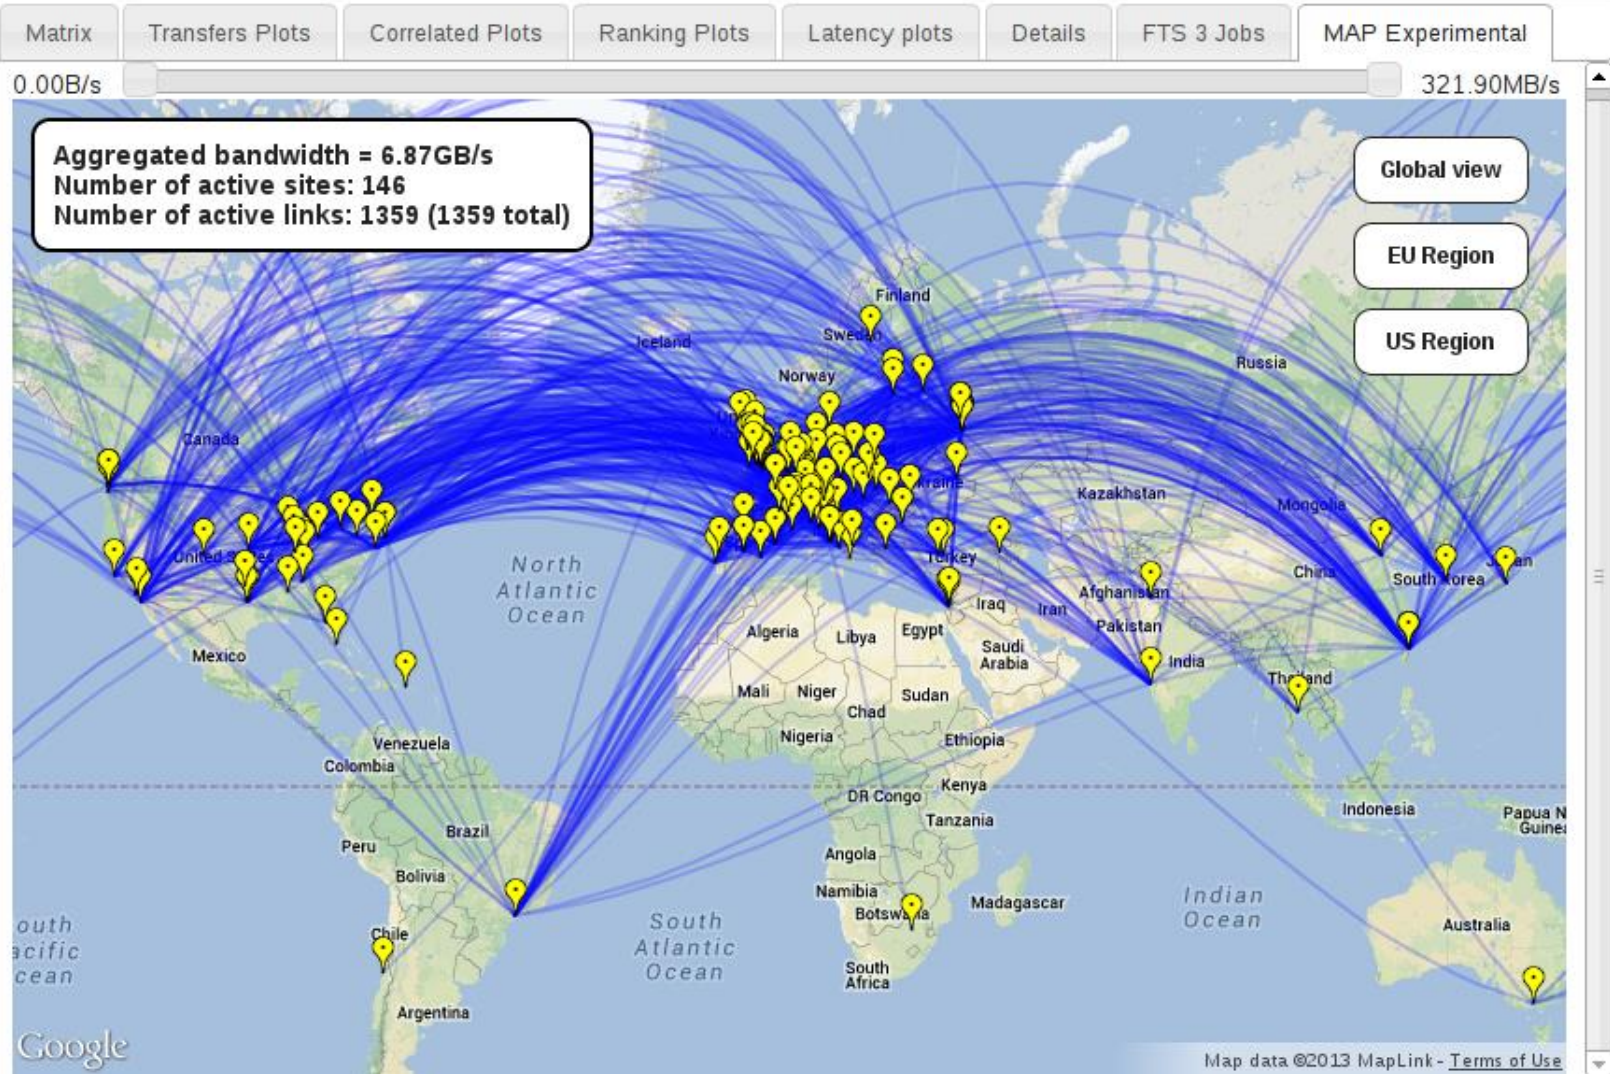 Matrix
Transfers Plots
Correlated Plots
Ranking Plots
Latency plots
Details
FTS 3 Jobs
MAP Experimental
0.00B/s
321.90MB/s
Aggregated bandwidth = 6.87GB/s
Number of active sites: 146
Number of active links: 1359 (1359 total)
Global view
EU Region
US Region
Finland
Iceland
Norway
Russia
Canada
Kazakhstan
Mongolia
North
Atlantic
Ocean
China
Afghanistan
Iraq
Iran
Pakistan
Algeria
Libya
Egypt
Saudi
Arabia
India
Mexico
Mali
Niger
Sudan
Chad
Nigeria
Ethiopia
Venezuela
Colombia
DR Congo
Kenya
Tanzania
Indonesia
Papua N
Guinea
Brazil
Peru
Bolivia
Angola
Namibia
Madagascar
Indian
Ocean
South
Atlantic
Ocean
outh
acific
cean
Chile
Australia
South
Africa
Argentina
Google
Map data ©2013 MapLink - Terms of Use